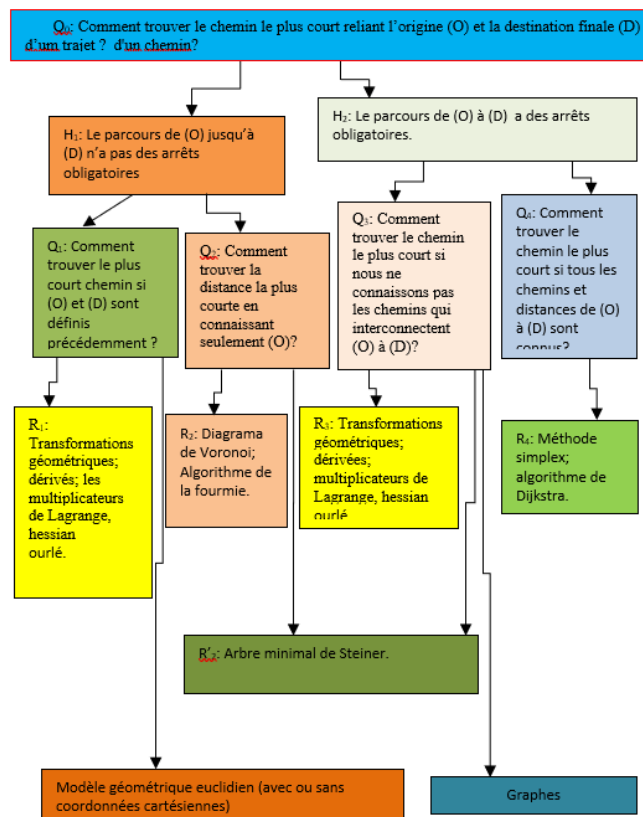 Q0: Comment trouver le chemin le plus court reliant l’origine (O) et la destination finale (D)
d’um trajet ? d'un chemin?
H1: Le parcours de (O) jusqu’à
(D) n’a pas des arrêts
obligatoires
H2: Le parcours de (O) à (D) a des arrêts
obligatoires.
Q1: Comment
trouver le plus
court chemin si
(O) et (D) sont
définis
précédemment ?
Q2: Comment
trouver la
distance la plus
courte en
connaissant
seulement (O)?
Q3: Comment
trouver le chemin
le plus court si
nous ne
connaissons pas
les chemins qui
interconnectent
(O) à (D)?
Q4: Comment
trouver le
chemin le plus
court si tous les
chemins et
distances de (O)
à (D) sont
connus?
R1:
Transformations
géométriques;
dérivés; les
multiplicateurs
de Lagrange,
hessian
ourlé.
R2: Diagrama
de Voronoi;
Algorithme de
la fourmie.
R3: Transformations
géométriques;
dérivées;
multiplicateurs de
Lagrange, hessian
ourlé
R4: Méthode
simplex;
algorithme de
Dijkstra.
R’2: Arbre minimal de Steiner.
Modèle géométrique euclidien (avec ou sans
coordonnées cartésiennes)
Graphes